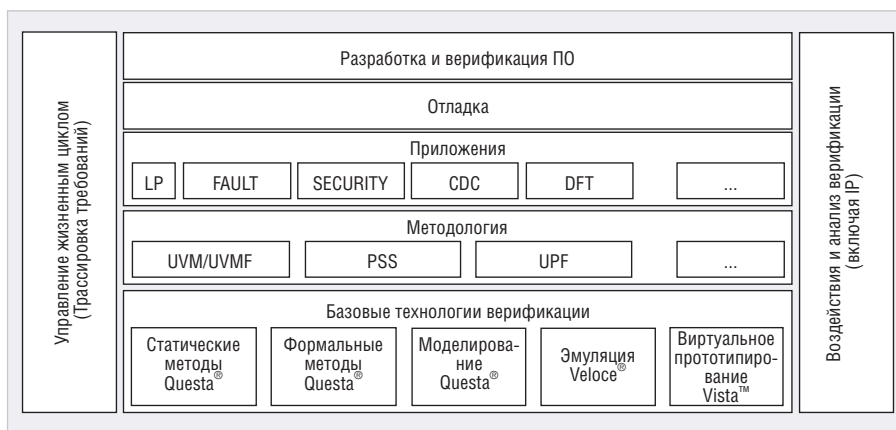 Управление жизненным циклом
(Трассировка требований)
Разработка и верификация ПО
Отладка
Приложения
LP
FAULT
SECURITY
CDC
DFT
...
Методология
UVM/UVMF
PSS
UPF
...
Базовые технологии верификации
Статические
методы
Questa®
Формальные
методы
Questa®
Моделирова-
ние
Questa®
Эмуляция
Veloce®
Виртуальное
прототипиро-
вание
Vista™
Воздействия и анализ верификации
(включая IP)